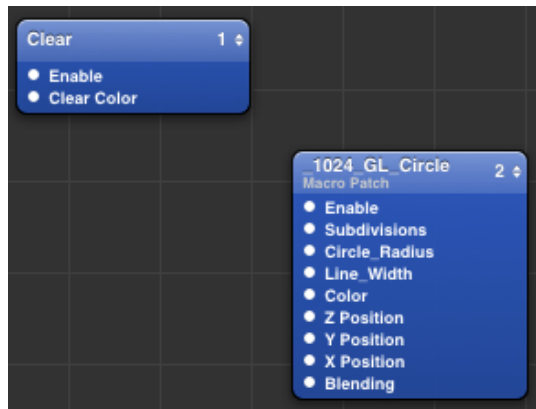 Clear 1
Enable
Clear Color
_1024_GL_Circle 2
Macro Patch
Enable
Subdivisions
Circle_Radius
Line_Width
Color
Z Position
Y Position
X Position
Blending